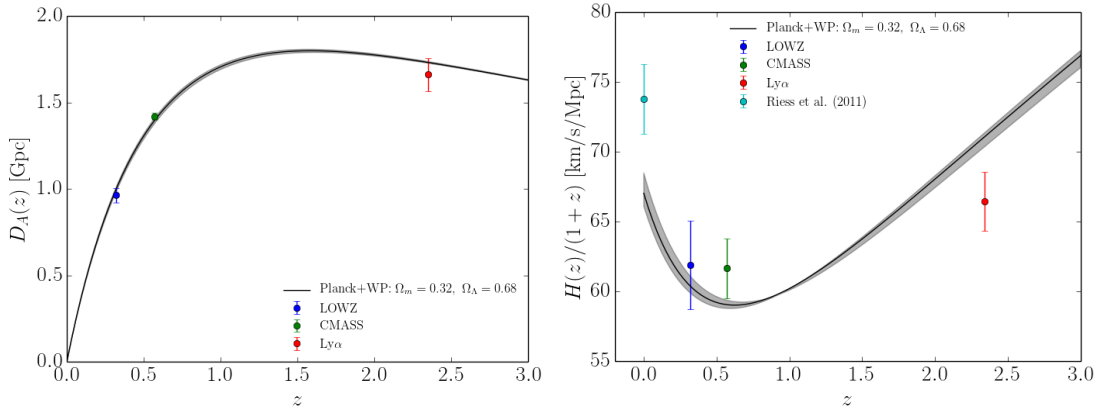 2.0
1.5
1.0
0.5
0.0
D_A(z) [Gpc]
Planck+WP: Ω_m = 0.32, Ω_Λ = 0.68
LOWZ
CMASS
Lyα
0.0 0.5 1.0 1.5 2.0 2.5 3.0
z
80
75
70
65
60
55
H(z)/(1 + z) [km/s/Mpc]
Planck+WP: Ω_m = 0.32, Ω_Λ = 0.68
LOWZ
CMASS
Lyα
Riess et al. (2011)
0.0 0.5 1.0 1.5 2.0 2.5 3.0
z